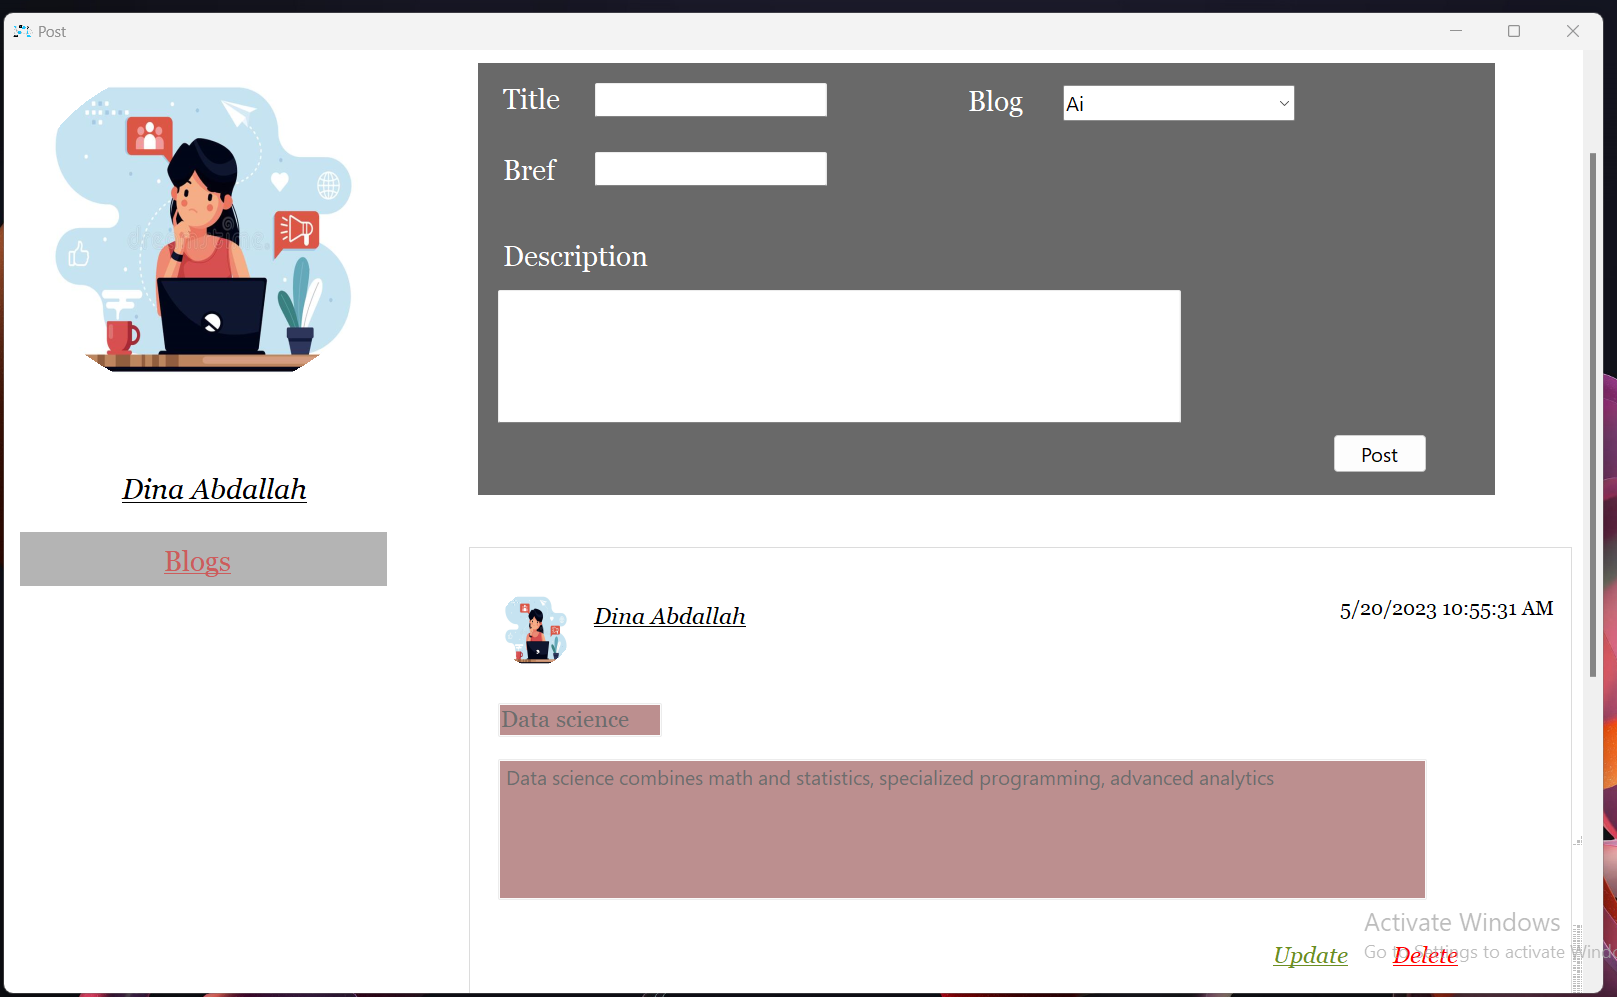 Post
Title
Blog
Ai
Bref
Description
Post
Dina Abdallah
Blogs
Dina Abdallah
5/20/2023 10:55:31 AM
Data science
Data science combines math and statistics, specialized programming, advanced analytics
Activate Windows
Go to Settings to activate
Update
Delete